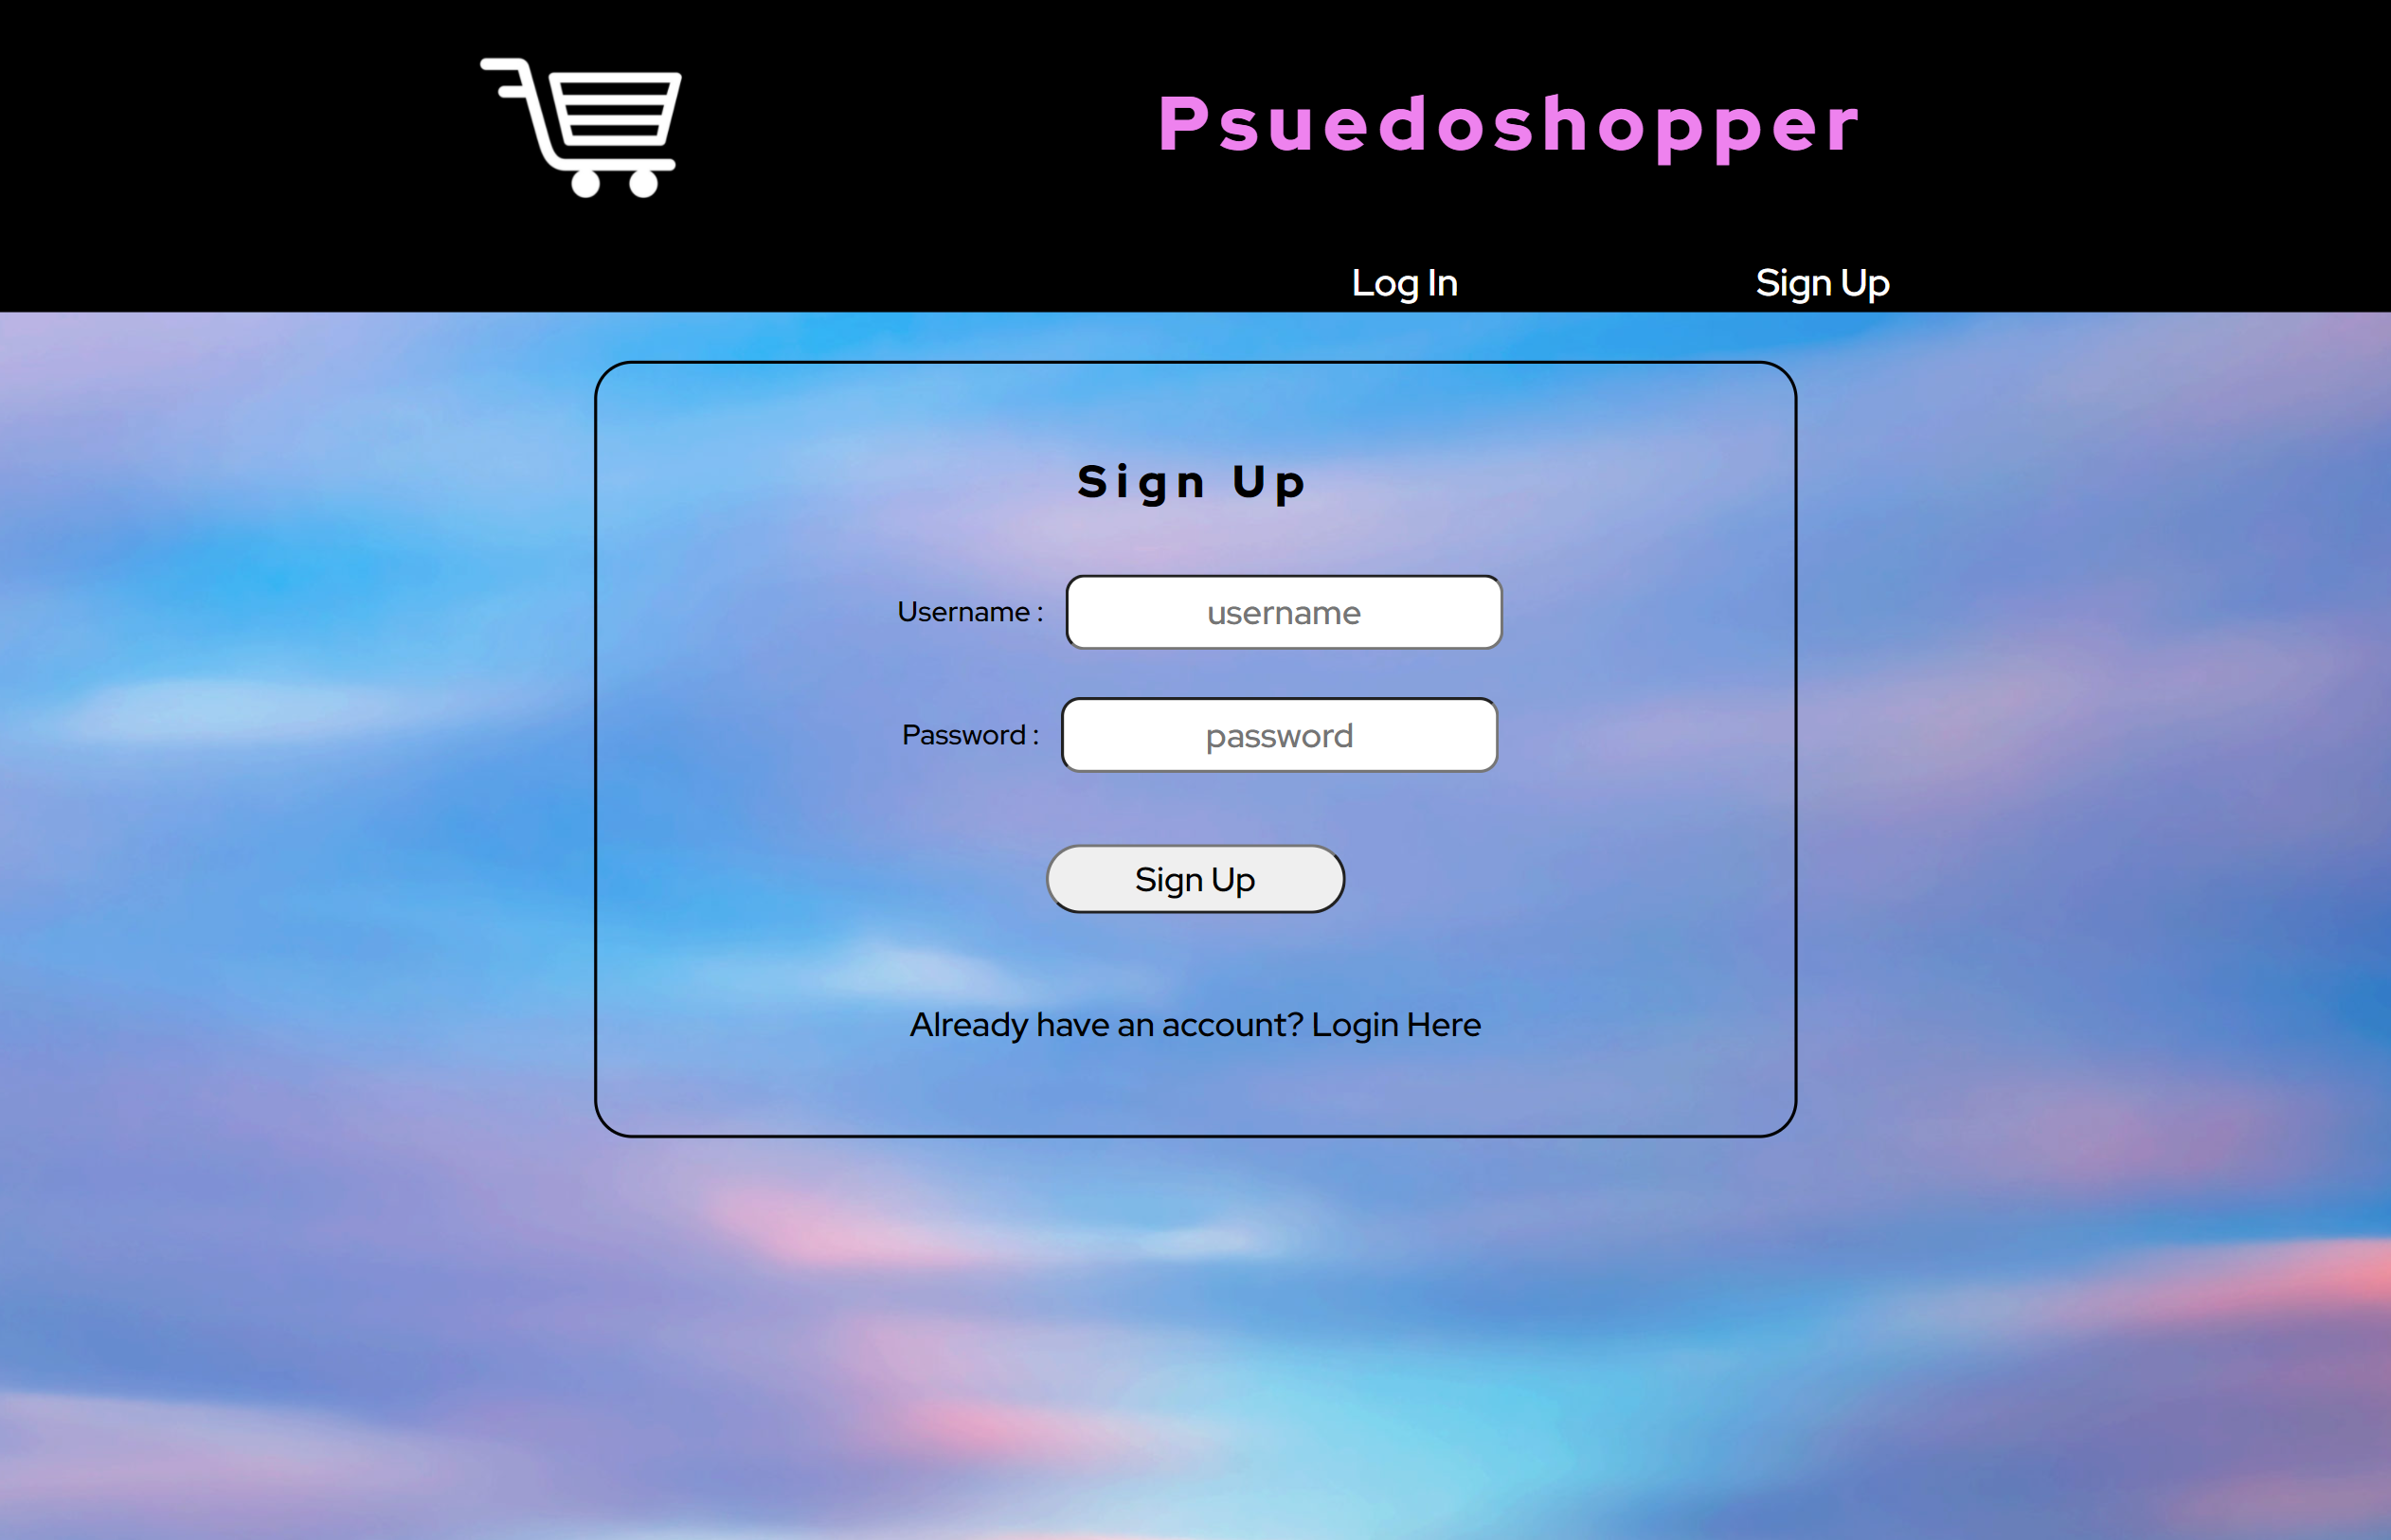 Psuedoshopper
Log In
Sign Up
Sign Up
Username :
username
Password :
password
Sign Up
Already have an account? Login Here